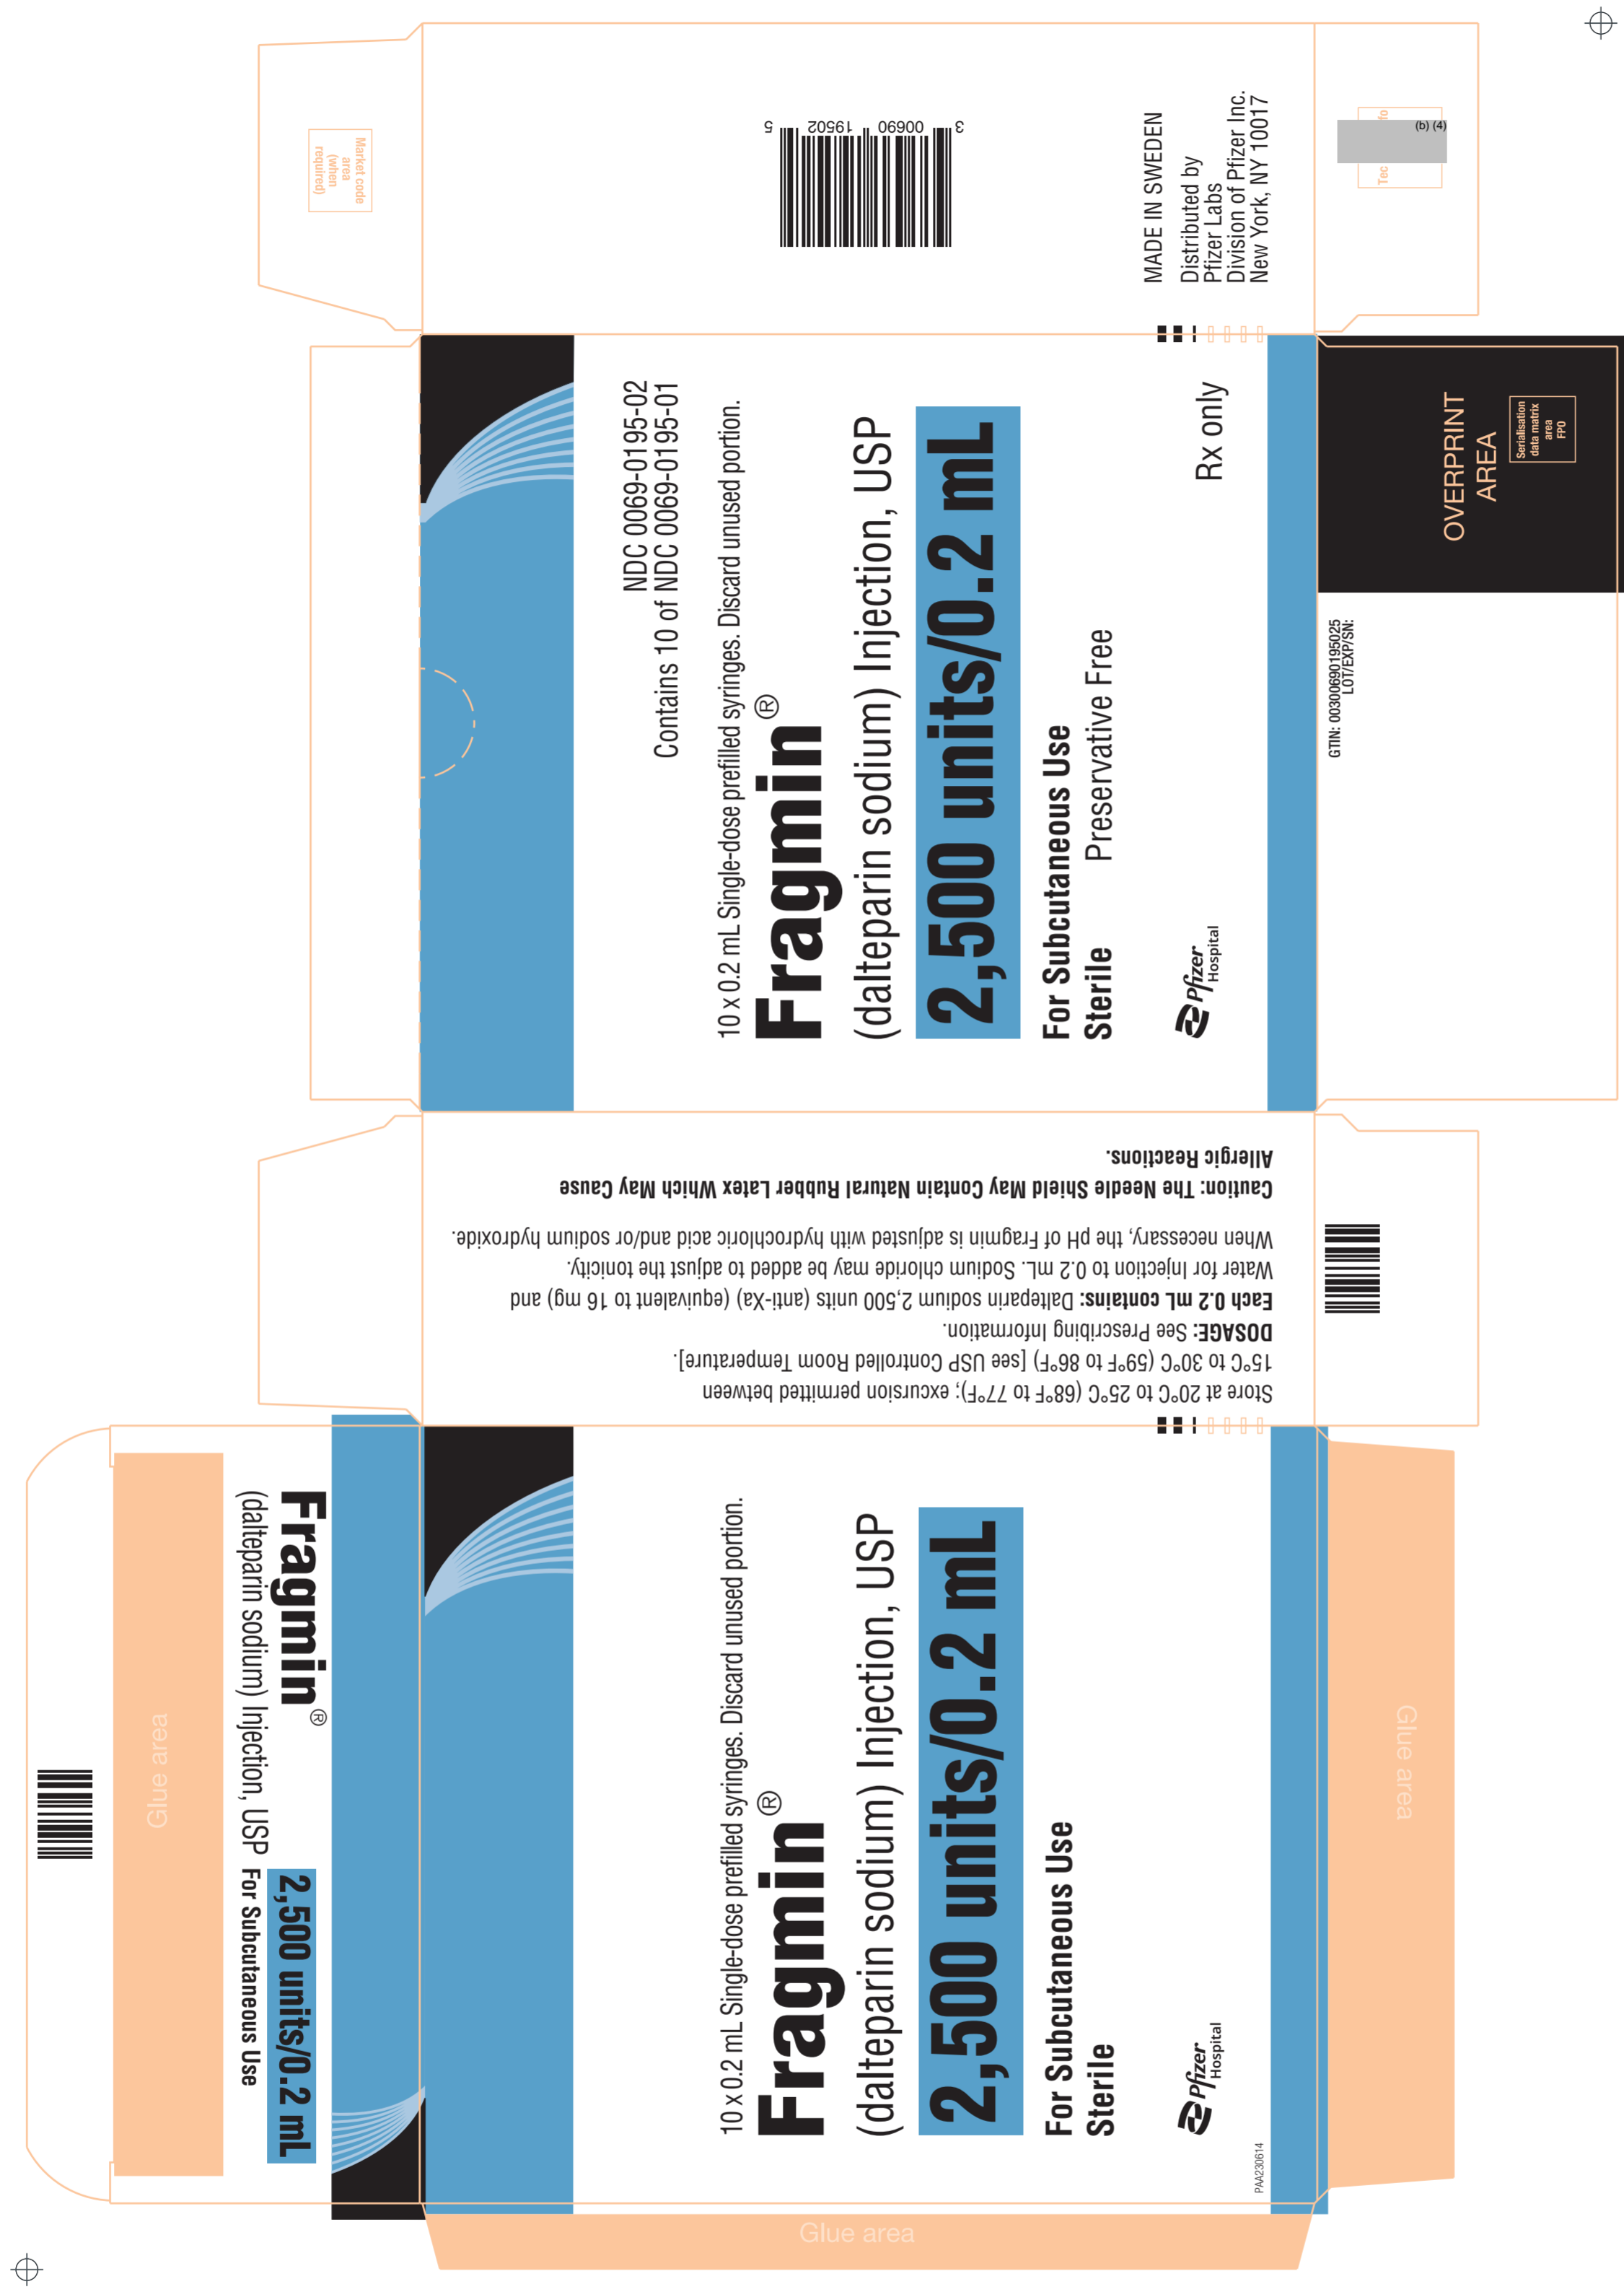 Market code
area
(when
required)
3 00690 19502 5
MADE IN SWEDEN
Distributed by
Pfizer Labs
Division of Pfizer Inc.
New York, NY 10017
Tec
fo
(b) (4)
NDC 0069-0195-02
Contains 10 of NDC 0069-0195-01
10 x 0.2 mL Single-dose prefilled syringes. Discard unused portion.
Fragmin®
(dalteparin sodium) Injection, USP
2,500 units/0.2 mL
For Subcutaneous Use
Sterile Preservative Free
Pfizer
Hospital
Rx only
OVERPRINT
AREA
Serialisation
data matrix
area
FPO
GTIN: 00300690195025
LOT/EXP/SN:
Store at 20°C to 25°C (68°F to 77°F); excursion permitted between
15°C to 30°C (59°F to 86°F) [see USP Controlled Room Temperature].
DOSAGE: See Prescribing Information.
Each 0.2 mL contains: Dalteparin sodium 2,500 units (anti-Xa) (equivalent to 16 mg) and
Water for Injection to 0.2 mL. Sodium chloride may be added to adjust the tonicity.
When necessary, the pH of Fragmin is adjusted with hydrochloric acid and/or sodium hydroxide.
Caution: The Needle Shield May Contain Natural Rubber Latex Which May Cause
Allergic Reactions.
Glue area
Fragmin®
(dalteparin sodium) Injection, USP
2,500 units/0.2 mL
For Subcutaneous Use
10 x 0.2 mL Single-dose prefilled syringes. Discard unused portion.
Fragmin®
(dalteparin sodium) Injection, USP
2,500 units/0.2 mL
For Subcutaneous Use
Sterile
Pfizer
Hospital
PAA230614
Glue area
Glue area